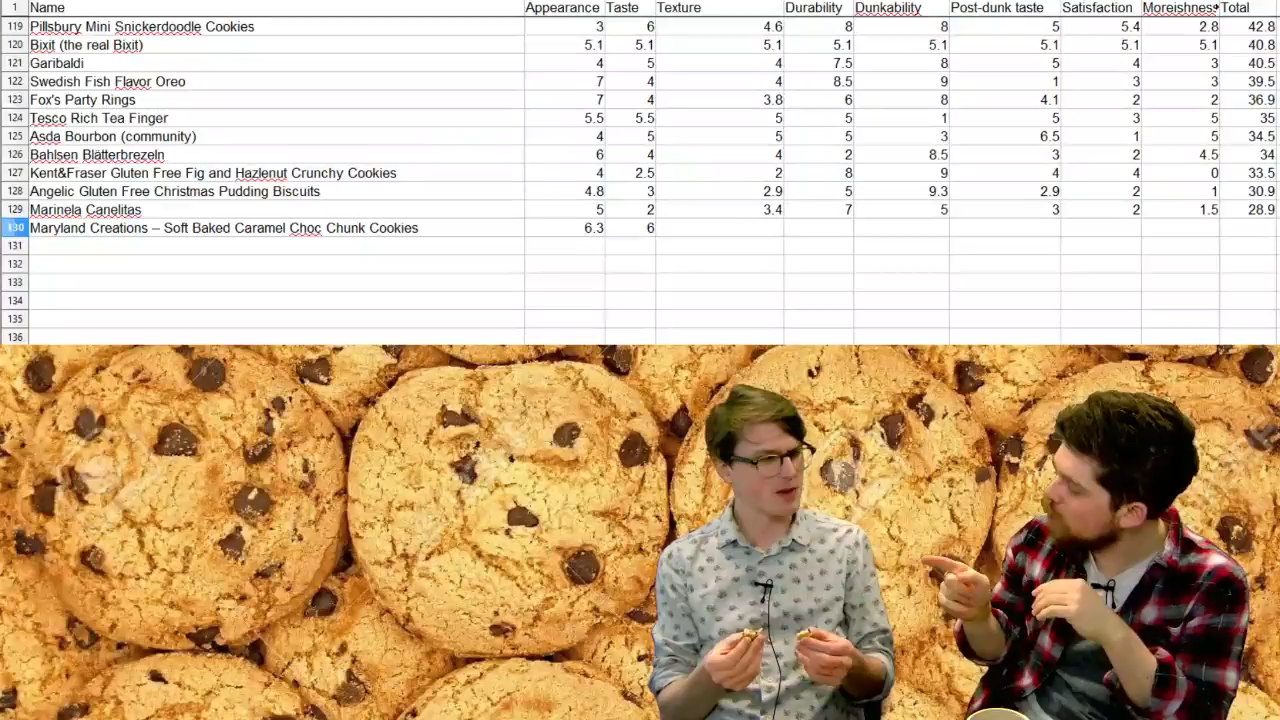 1 Name Appearance Taste Texture Durability Dunkability Post-dunk taste Satisfaction Moreishness Total
119 Pillsbury Mini Snickerdoodle Cookies 3 6 4.6 8 8 5 5.4 2.8 42.8
120 Bixit (the real Bixit) 5.1 5.1 5.1 5.1 5.1 5.1 5.1 5.1 40.8
121 Garibaldi 4 5 4 7.5 8 5 4 3 40.5
122 Swedish Fish Flavor Oreo 7 4 4 8.5 9 1 3 3 39.5
123 Fox's Party Rings 7 4 3.8 6 8 4.1 2 2 36.9
124 Tesco Rich Tea Finger 5.5 5.5 5 5 1 5 3 5 35
125 Asda Bourbon (community) 4 5 5 5 3 6.5 1 5 34.5
126 Bahlsen Blätterbrezeln 6 4 4 2 8.5 3 2 4.5 34
127 Kent&Fraser Gluten Free Fig and Hazlenut Crunchy Cookies 4 2.5 2 8 9 4 4 0 33.5
128 Angelic Gluten Free Christmas Pudding Biscuits 4.8 3 2.9 5 9.3 2.9 2 1 30.9
129 Marinela Canelitas 5 2 3.4 7 5 3 2 1.5 28.9
130 Maryland Creations – Soft Baked Caramel Choc Chunk Cookies 6.3 6
131
132
133
134
135
136